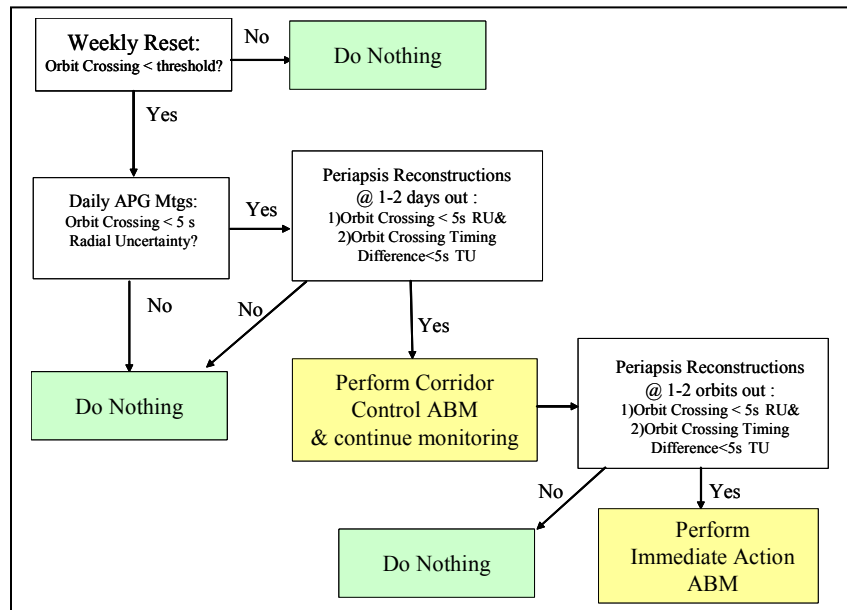 Weekly Reset:
Orbit Crossing < threshold?
No
Do Nothing
Yes
Daily APG Mtgs:
Orbit Crossing < 5 s
Radial Uncertainty?
Yes
Periapsis Reconstructions
@ 1-2 days out :
1)Orbit Crossing < 5s RU&
2)Orbit Crossing Timing
Difference<5s TU
No
No
Yes
Do Nothing
Perform Corridor
Control ABM
& continue monitoring
Periapsis Reconstructions
@ 1-2 orbits out :
1)Orbit Crossing < 5s RU&
2)Orbit Crossing Timing
Difference<5s TU
No
Yes
Do Nothing
Perform
Immediate Action
ABM